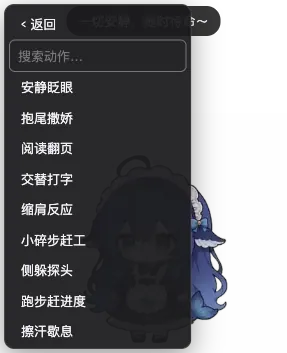 < 返回
搜索动作...
安静眨眼
抱尾撒娇
阅读翻页
交替打字
缩肩反应
小碎步赶工
侧躲探头
跑步赶进度
擦汗歇息